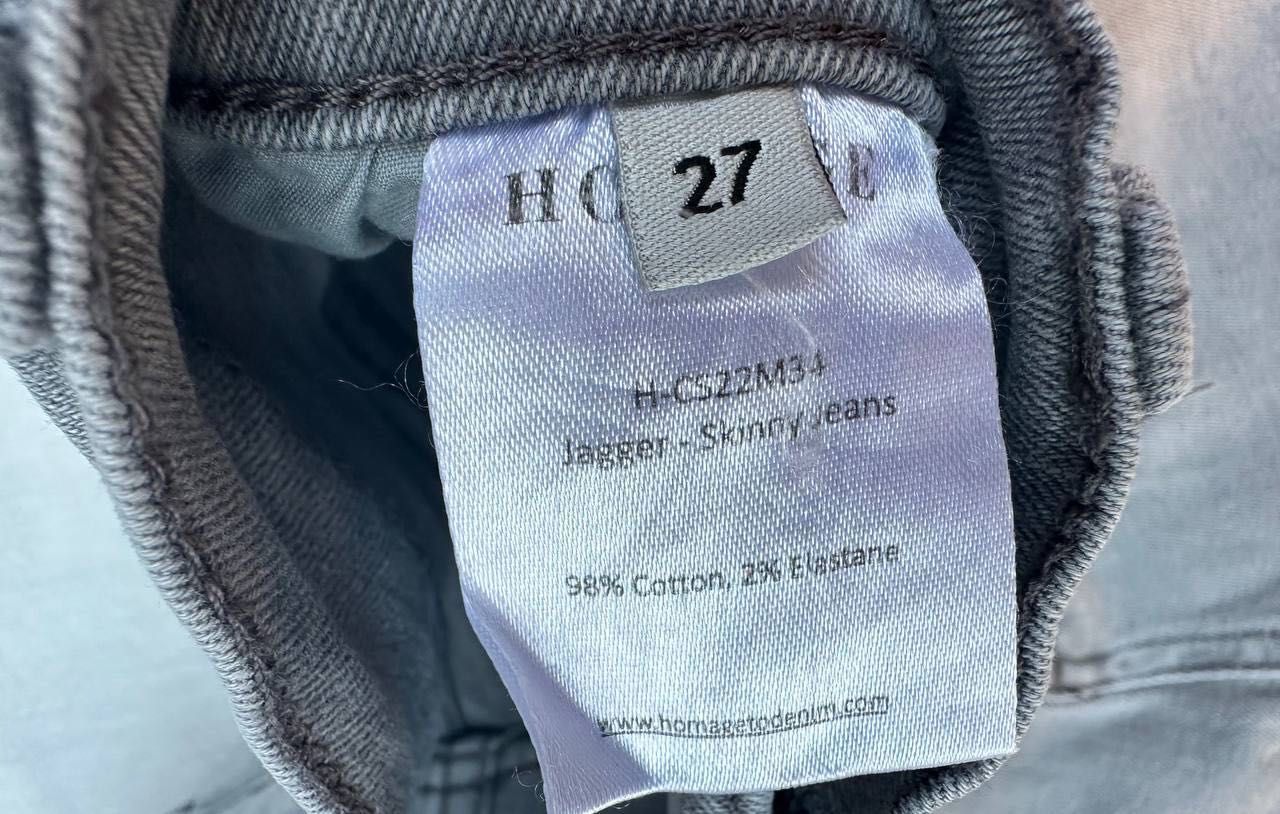 27
H
H-CS22M34
Jagger - Skinny Jeans
98% Cotton, 2% Elastane
www.homagetodenim.com